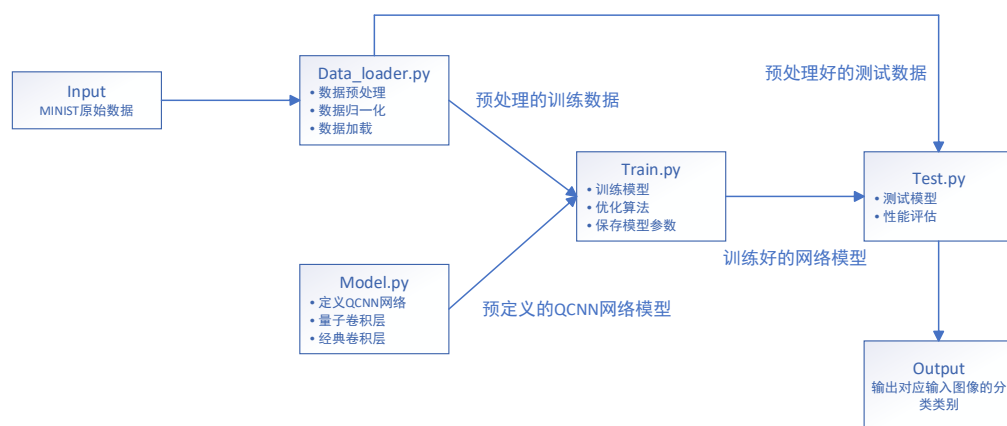 Input
MINIST原始数据
Data_loader.py
• 数据预处理
• 数据归一化
• 数据加载
预处理的训练数据
预处理好的测试数据
Train.py
• 训练模型
• 优化算法
• 保存模型参数
Test.py
• 测试模型
• 性能评估
训练好的网络模型
Model.py
• 定义QCNN网络
• 量子卷积层
• 经典卷积层
预定义的QCNN网络模型
Output
输出对应输入图像的分
类类别